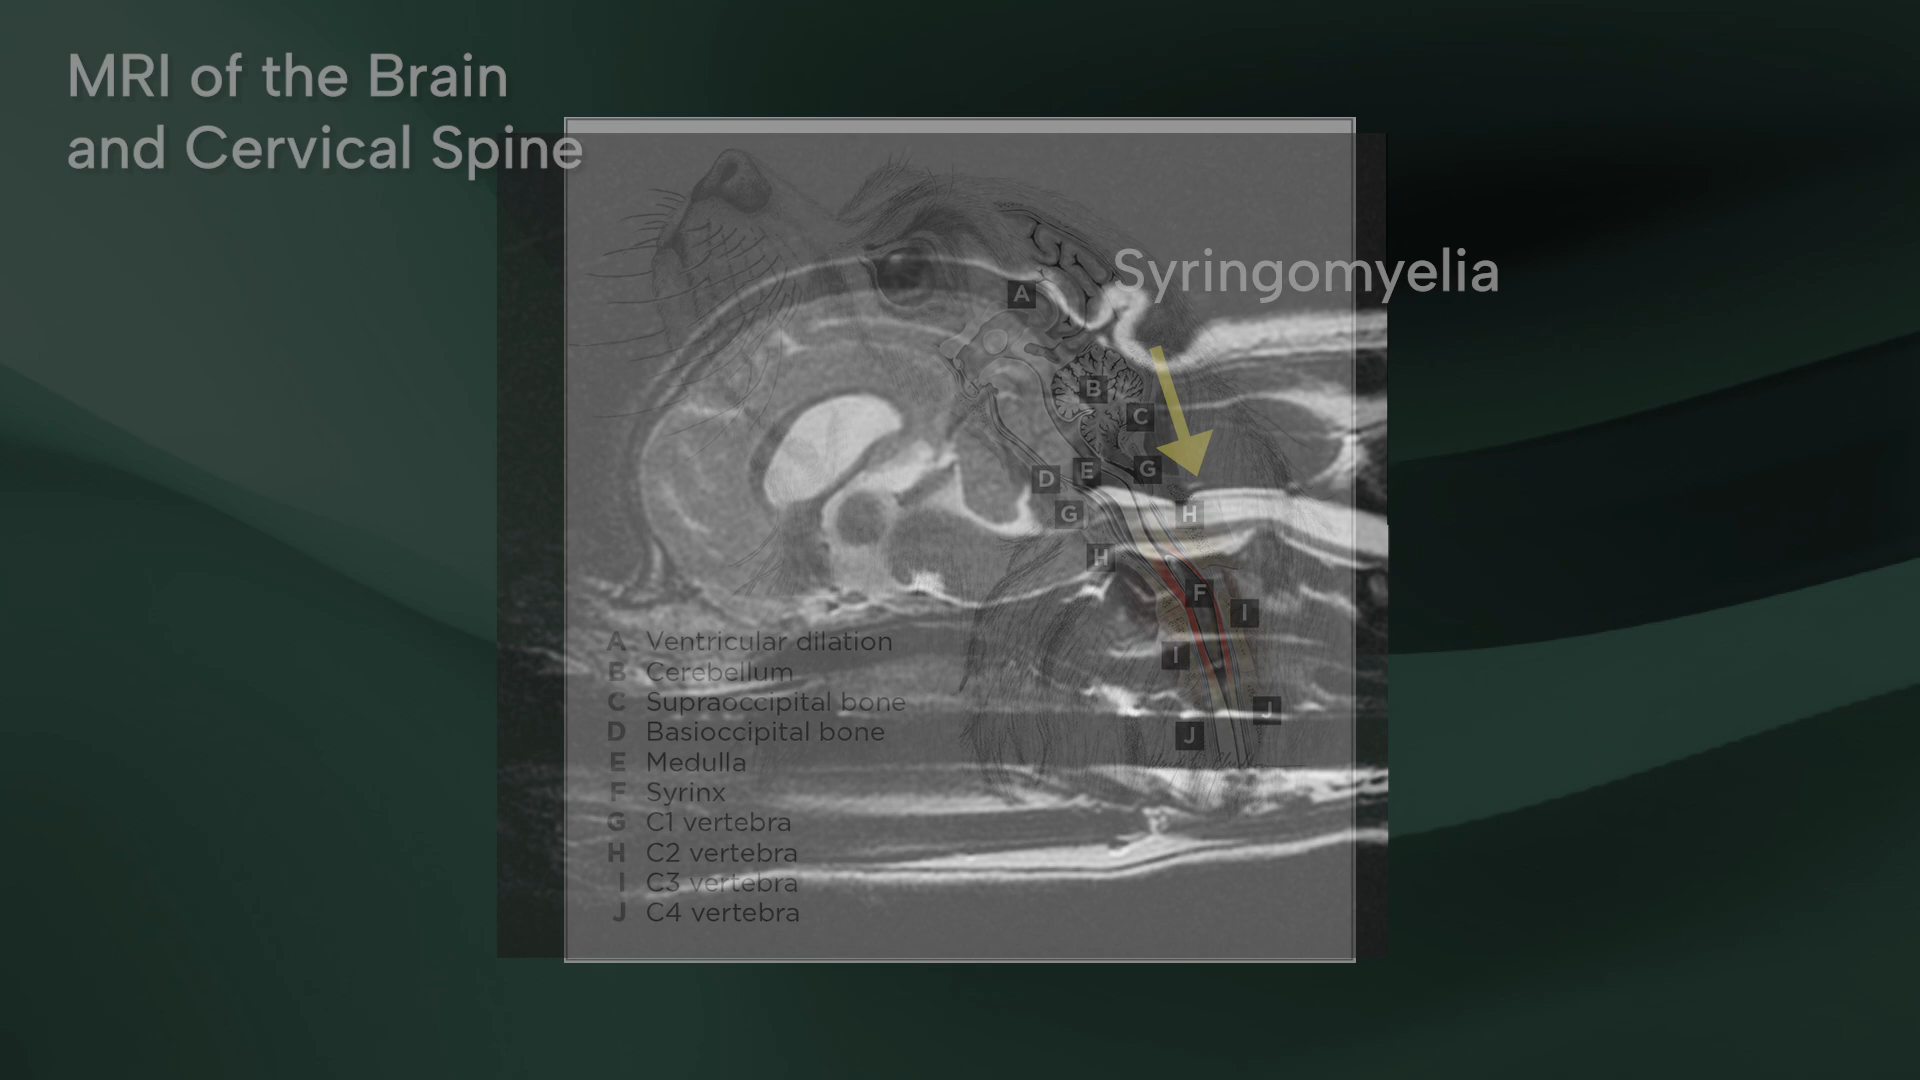 MRI of the Brain
and Cervical Spine
Syringomyelia
A
B
C
D
E
G
G
H
H
F
I
I
J
J
A Ventricular dilation
B Cerebellum
C Supraoccipital bone
D Basioccipital bone
E Medulla
F Syrinx
G C1 vertebra
H C2 vertebra
I C3 vertebra
J C4 vertebra